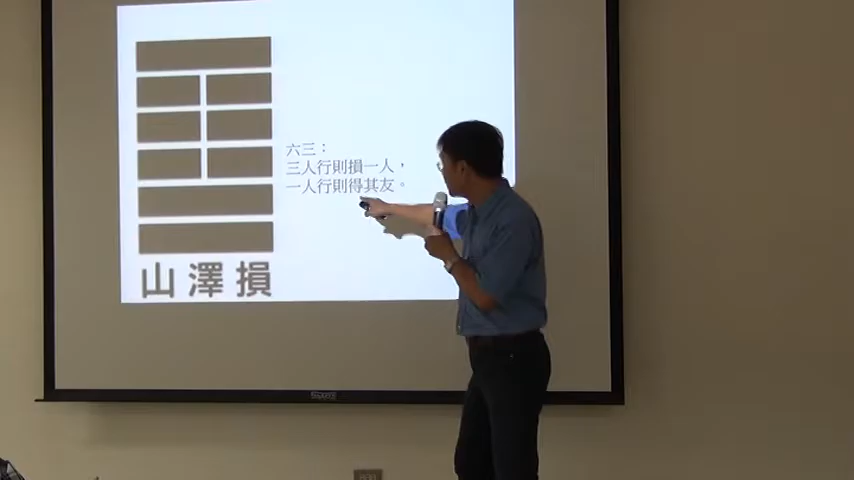 六三：
三人行則損一人，
一人行則得其友。
山澤損